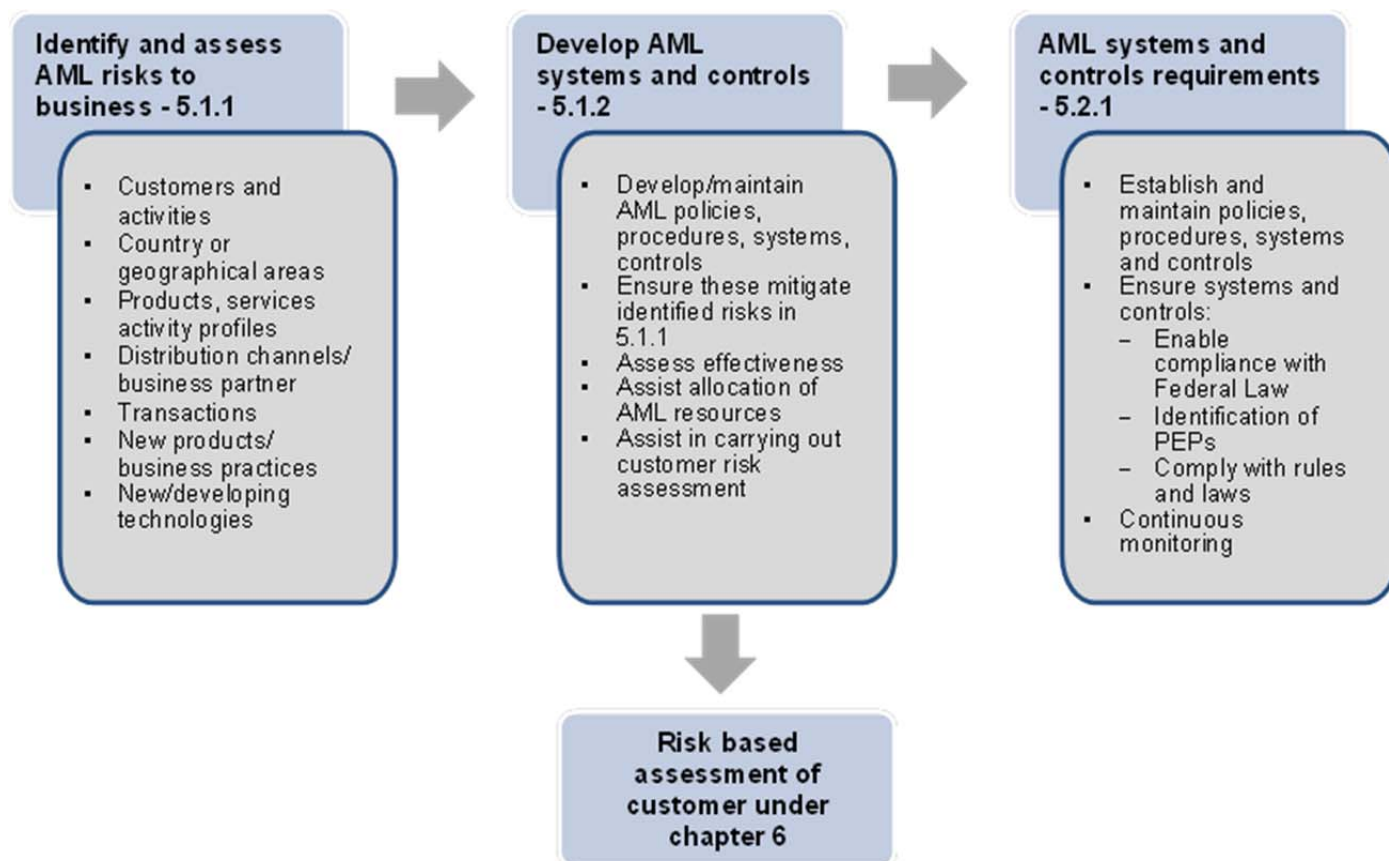 Identify and assess
AML risks to
business - 5.1.1
▪ Customers and
activities
▪ Country or
geographical areas
▪ Products, services
activity profiles
▪ Distribution channels/
business partner
▪ Transactions
▪ New products/
business practices
▪ New/developing
technologies
Develop AML
systems and controls
- 5.1.2
▪ Develop/maintain
AML policies,
procedures, systems,
controls
▪ Ensure these mitigate
identified risks in
5.1.1
▪ Assess effectiveness
▪ Assist allocation of
AML resources
▪ Assist in carrying out
customer risk
assessment
AML systems and
controls requirements
- 5.2.1
▪ Establish and
maintain policies,
procedures, systems
and controls
▪ Ensure systems and
controls:
– Enable
compliance with
Federal Law
– Identification of
PEPs
– Comply with rules
and laws
▪ Continuous
monitoring
Risk based
assessment of
customer under
chapter 6